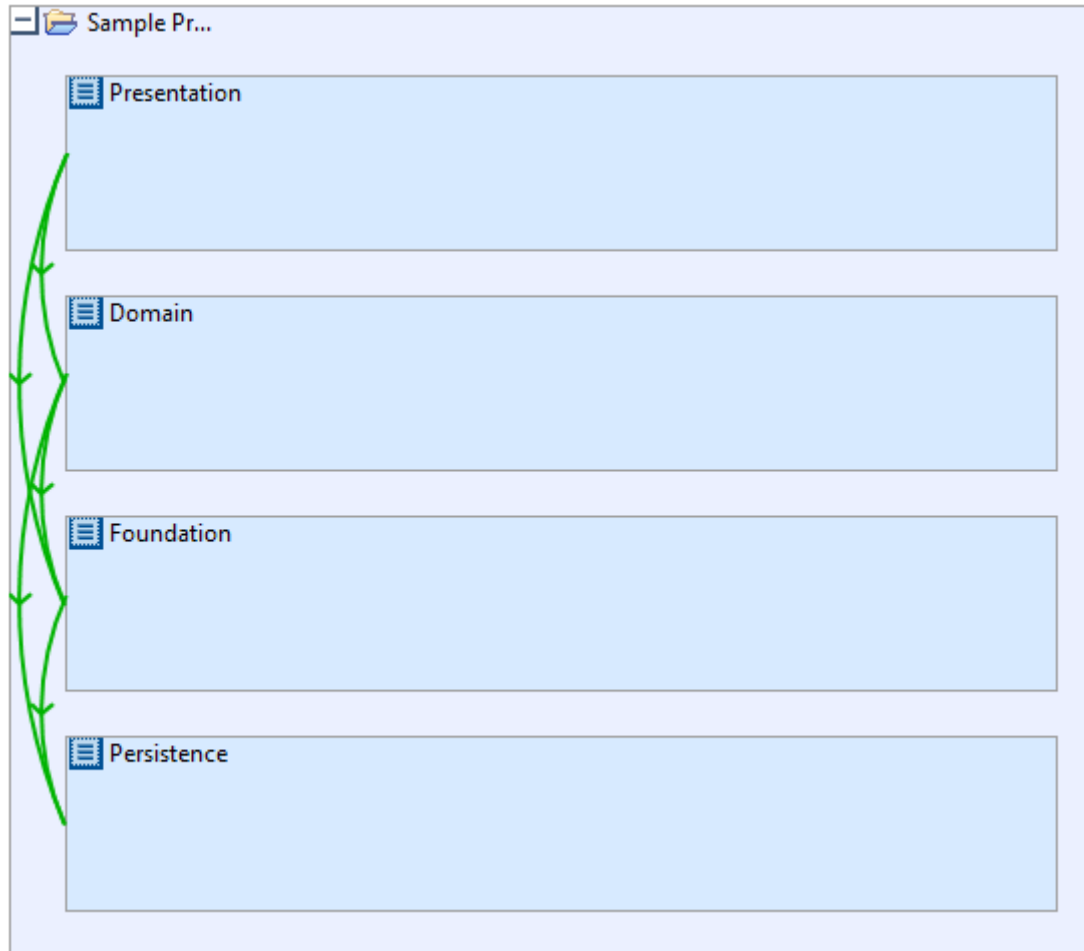 Sample Pr...
Presentation
Domain
Foundation
Persistence